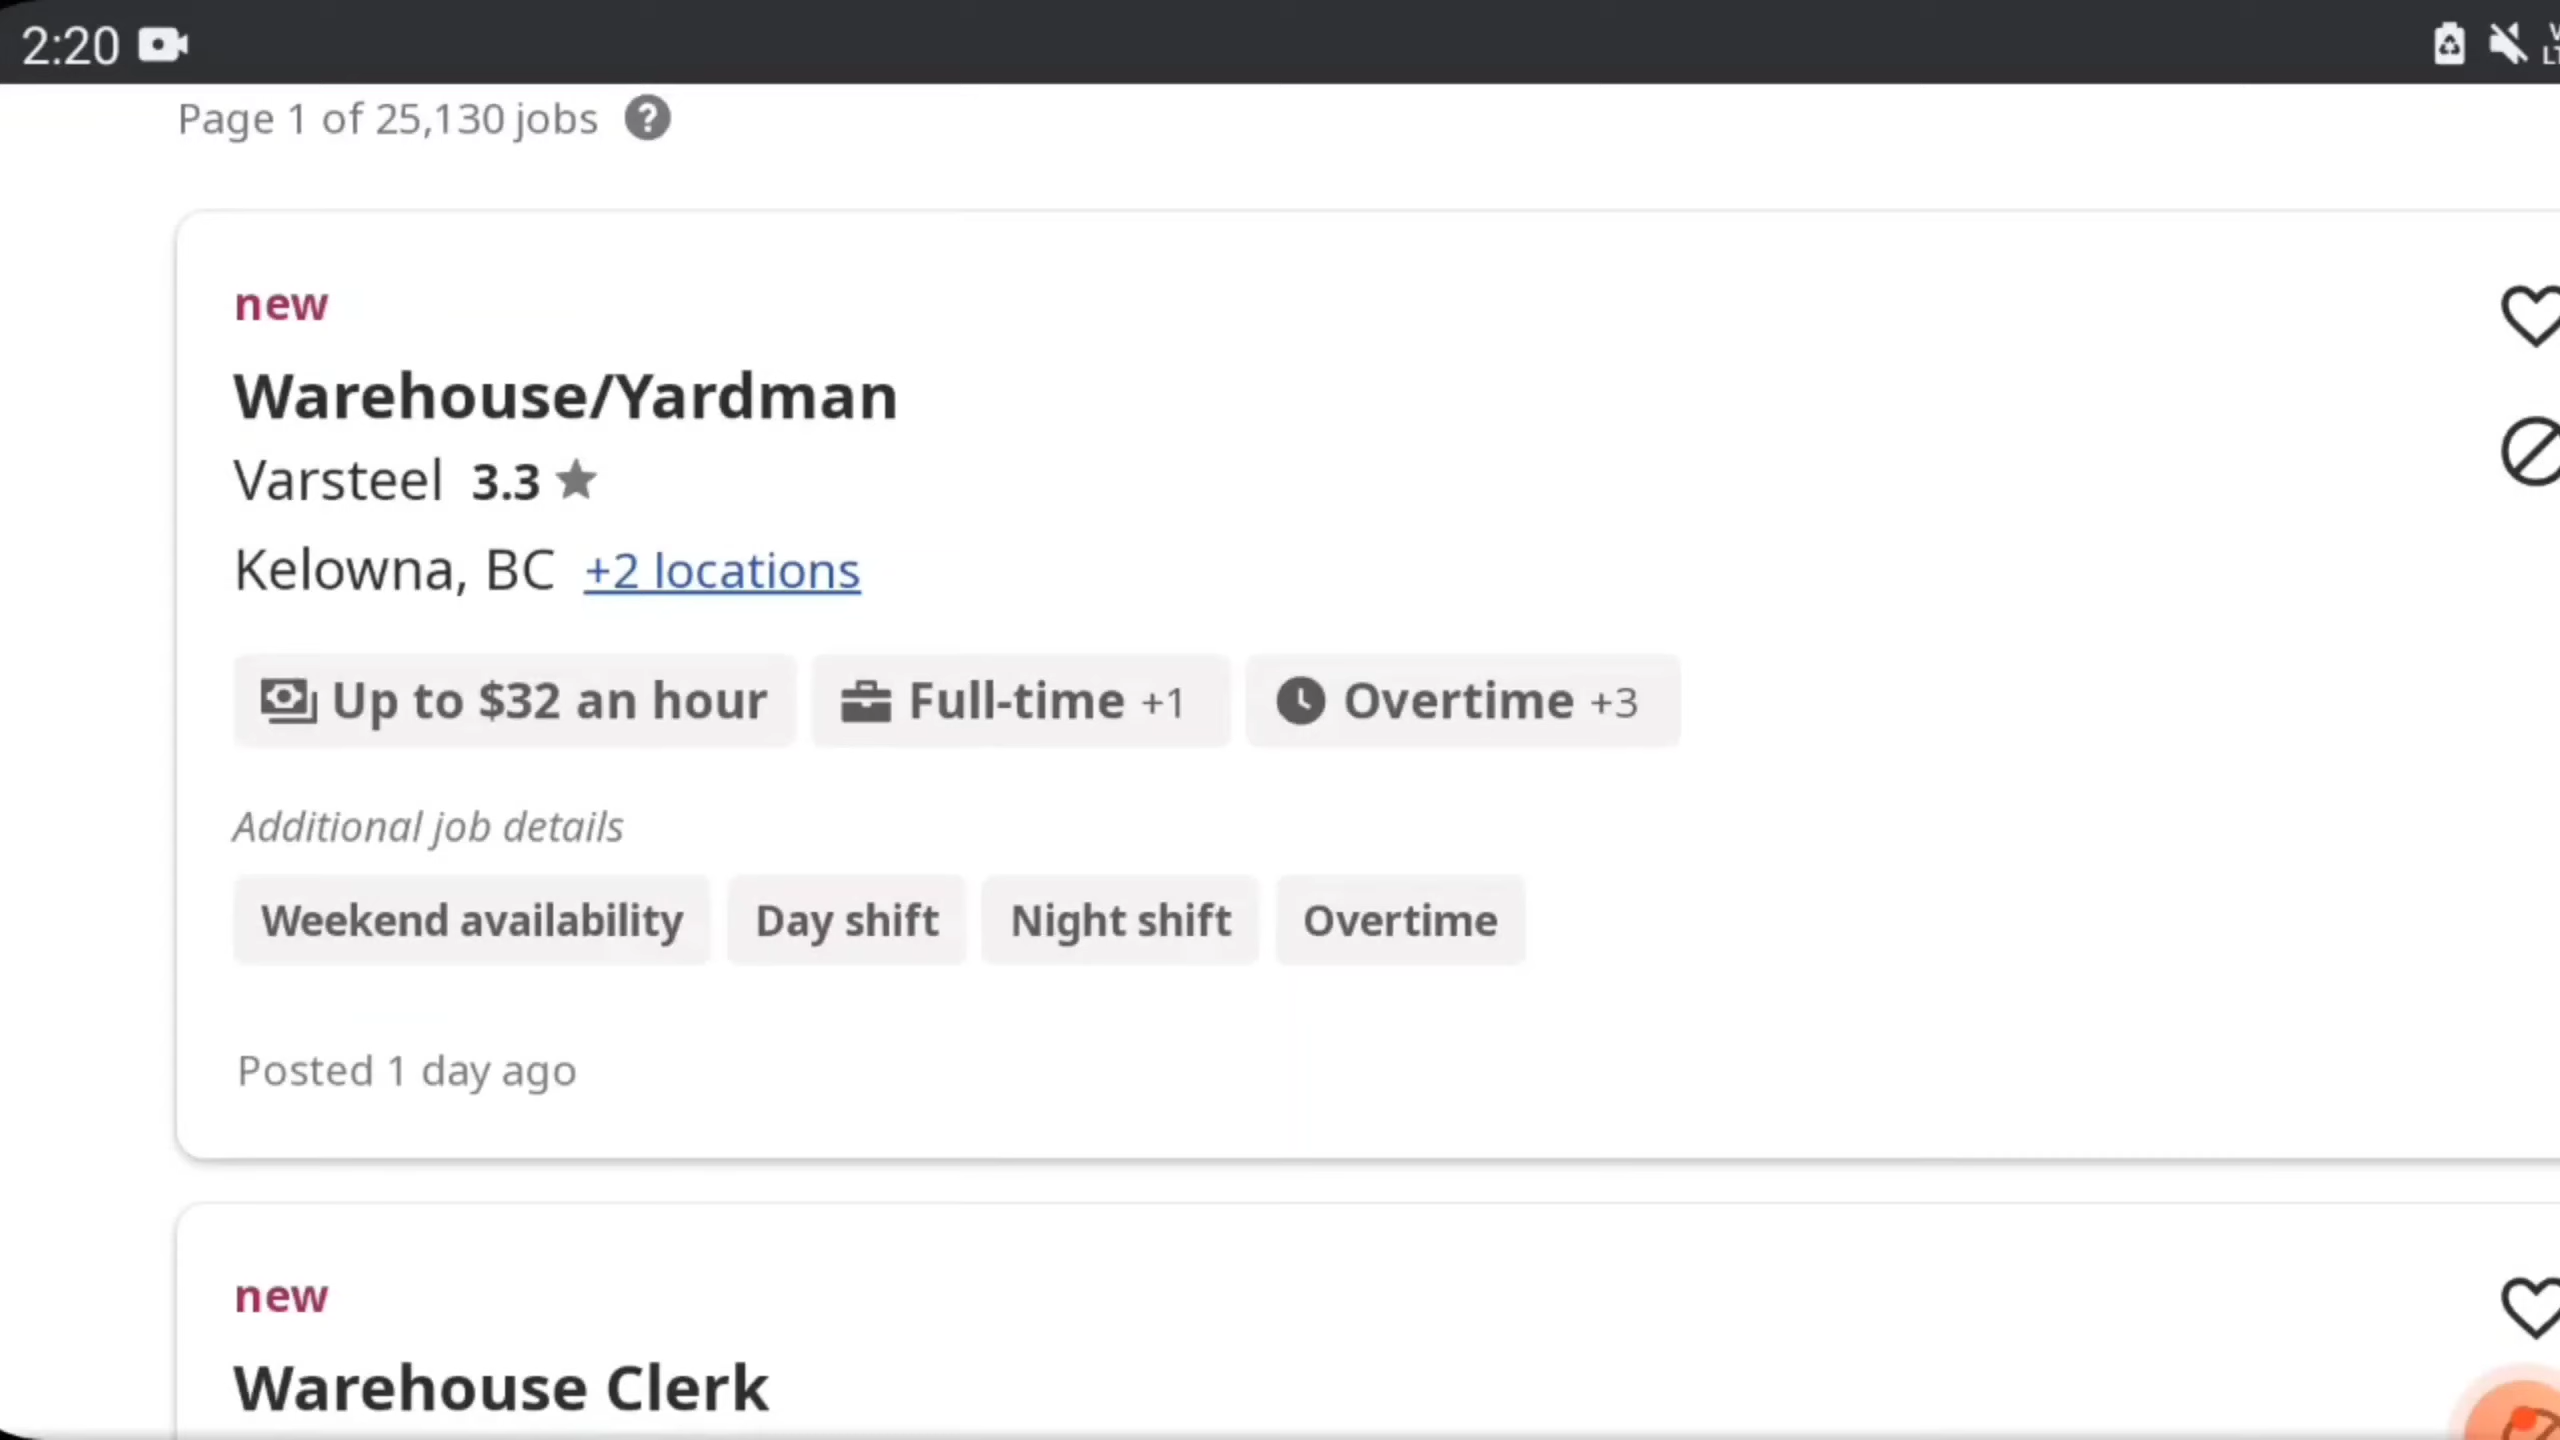 2:20
Page 1 of 25,130 jobs
new
Warehouse/Yardman
Varsteel 3.3
Kelowna, BC +2 locations
Up to $32 an hour Full-time +1 Overtime +3
Additional job details
Weekend availability Day shift Night shift Overtime
Posted 1 day ago
new
Warehouse Clerk